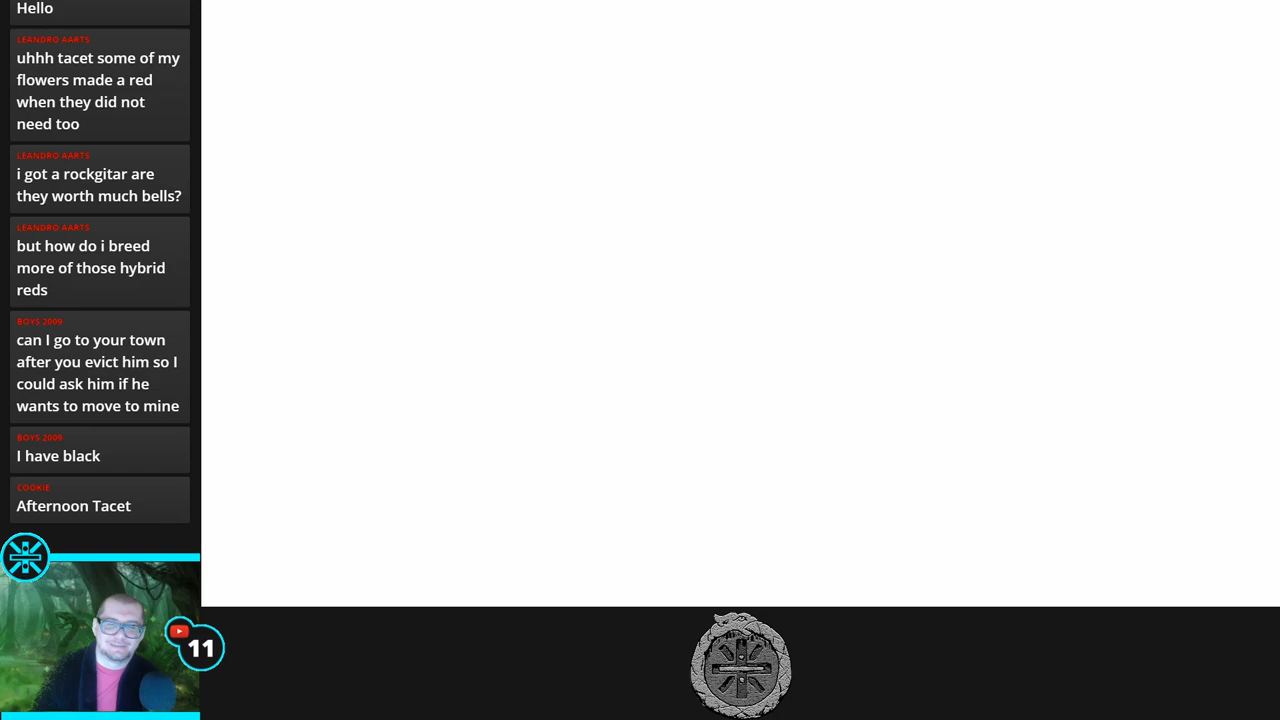 Hello
LEANDRO AARTS
uhhh tacet some of my
flowers made a red
when they did not
need too
LEANDRO AARTS
i got a rockgitar are
they worth much bells?
LEANDRO AARTS
but how do i breed
more of those hybrid
reds
BOYS 2009
can I go to your town
after you evict him so I
could ask him if he
wants to move to mine
BOYS 2009
I have black
COOKIE
Afternoon Tacet
11